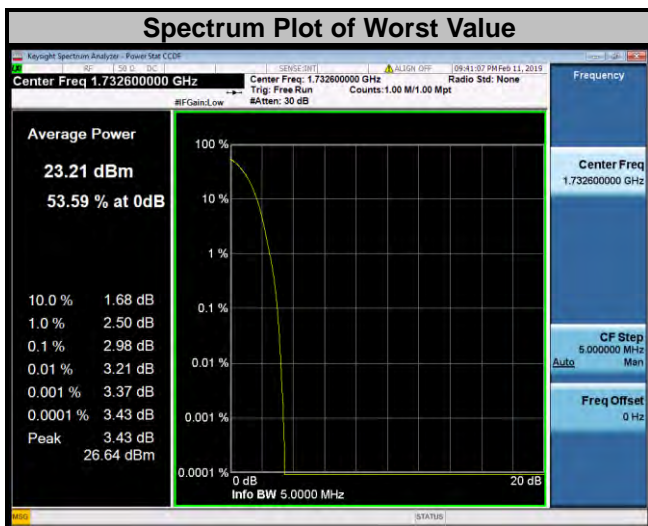 Spectrum Plot of Worst Value
Keysight Spectrum Analyzer - Power Stat CCDF
RF 50 Ω DC SENSE:INT ALIGN OFF 09:41:07 PM Feb 11, 2019
Center Freq 1.732600000 GHz
Center Freq: 1.732600000 GHz Radio Std: None
Trig: Free Run Counts:1.00 M/1.00 Mpt
#IFGain:Low #Atten: 30 dB
Frequency
Average Power
23.21 dBm
53.59 % at 0dB
10.0 % 1.68 dB
1.0 % 2.50 dB
0.1 % 2.98 dB
0.01 % 3.21 dB
0.001 % 3.37 dB
0.0001 % 3.43 dB
Peak 3.43 dB
26.64 dBm
100 %
10 %
1 %
0.1 %
0.01 %
0.001 %
0.0001 %
0 dB 20 dB
Info BW 5.0000 MHz
Center Freq
1.732600000 GHz
CF Step
5.000000 MHz
Auto Man
Freq Offset
0 Hz
MSG STATUS